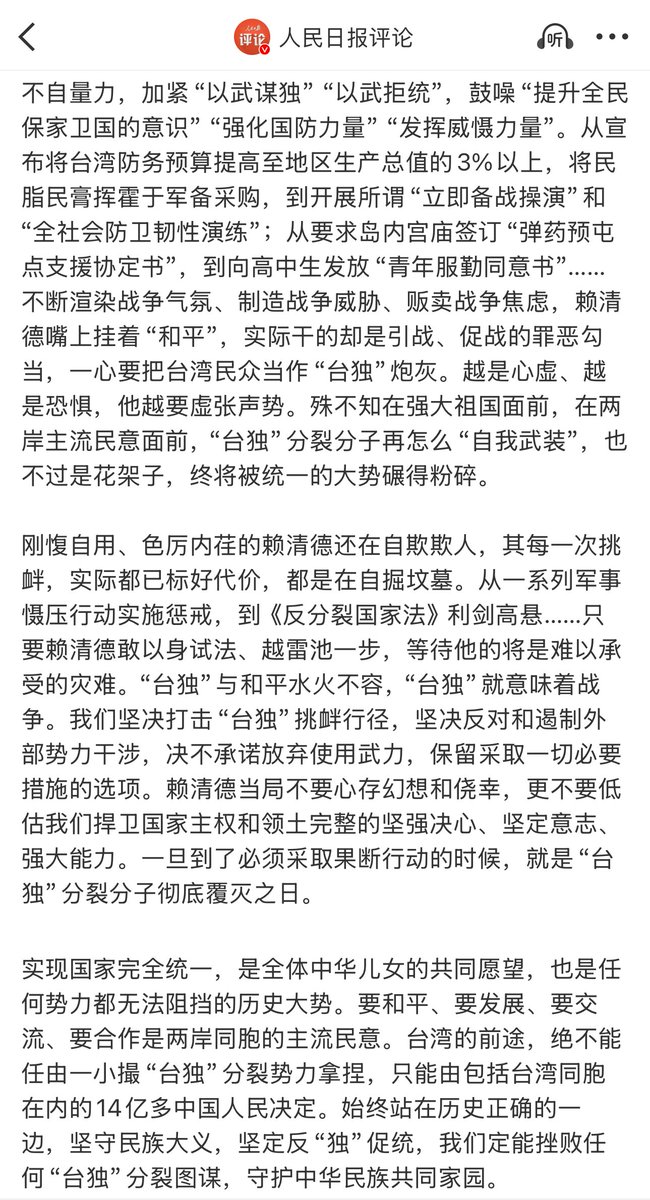 人民日报
评论
人民日报评论
听
不自量力，加紧“以武谋独”“以武拒统”，鼓噪“提升全民
保家卫国的意识”“强化国防力量”“发挥威慑力量”。从宣
布将台湾防务预算提高至地区生产总值的3%以上，将民
脂民膏挥霍于军备采购，到开展所谓“立即备战操演”和
“全社会防卫韧性演练”；从要求岛内宫庙签订“弹药预屯
点支援协定书”，到向高中生发放“青年服勤同意书”……
不断渲染战争气氛、制造战争威胁、贩卖战争焦虑，赖清
德嘴上挂着“和平”，实际干的却是引战、促战的罪恶勾
当，一心要把台湾民众当作“台独”炮灰。越是心虚、越
是恐惧，他越要虚张声势。殊不知在强大祖国面前，在两
岸主流民意面前，“台独”分裂分子再怎么“自我武装”，也
不过是花架子，终将被统一的大势碾得粉碎。
刚愎自用、色厉内荏的赖清德还在自欺欺人，其每一次挑
衅，实际都已标好代价，都是在自掘坟墓。从一系列军事
慑压行动实施惩戒，到《反分裂国家法》利剑高悬……只
要赖清德敢以身试法、越雷池一步，等待他的将是难以承
受的灾难。“台独”与和平水火不容，“台独”就意味着战
争。我们坚决打击“台独”挑衅行径，坚决反对和遏制外
部势力干涉，决不承诺放弃使用武力，保留采取一切必要
措施的选项。赖清德当局不要心存幻想和侥幸，更不要低
估我们捍卫国家主权和领土完整的坚强决心、坚定意志、
强大能力。一旦到了必须采取果断行动的时候，就是“台
独”分裂分子彻底覆灭之日。
实现国家完全统一，是全体中华儿女的共同愿望，也是任
何势力都无法阻挡的历史大势。要和平、要发展、要交
流、要合作是两岸同胞的主流民意。台湾的前途，绝不能
任由一小撮“台独”分裂势力拿捏，只能由包括台湾同胞
在内的14亿多中国人民决定。始终站在历史正确的一
边，坚守民族大义，坚定反“独”促统，我们定能挫败任
何“台独”分裂图谋，守护中华民族共同家园。